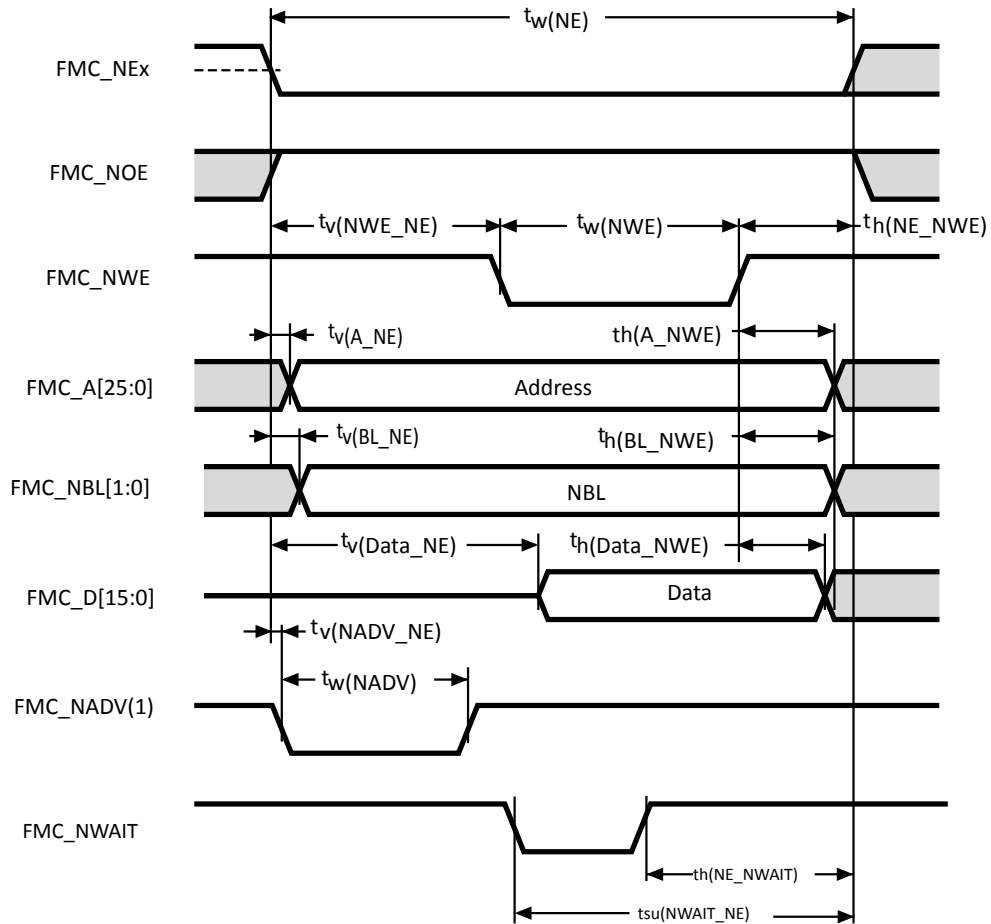 tw(NE)
FMC_NEx
FMC_NOE
tv(NWE_NE)
tw(NWE)
th(NE_NWE)
FMC_NWE
tv(A_NE)
th(A_NWE)
FMC_A[25:0]
Address
tv(BL_NE)
th(BL_NWE)
FMC_NBL[1:0]
NBL
tv(Data_NE)
th(Data_NWE)
FMC_D[15:0]
Data
tv(NADV_NE)
tw(NADV)
FMC_NADV(1)
FMC_NWAIT
th(NE_NWAIT)
tsu(NWAIT_NE)